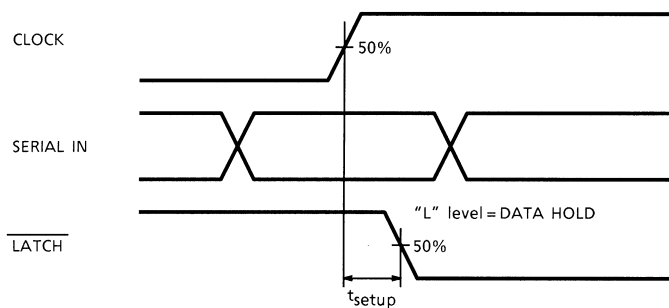 CLOCK
50%
SERIAL IN
"L" level = DATA HOLD
LATCH
50%
tsetup